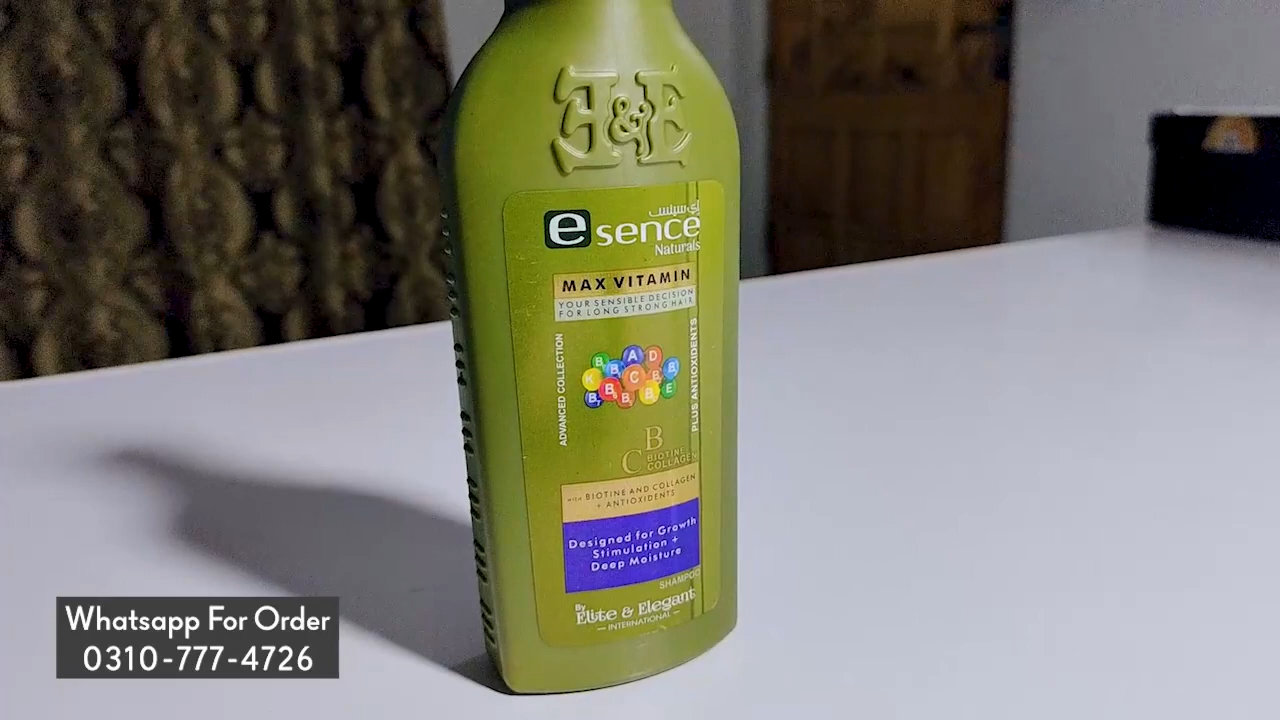 E&E
ای سینس
esence
Naturals
MAX VITAMIN
YOUR SENSIBLE DECISION
FOR LONG STRONG HAIR
ADVANCED COLLECTION
PLUS ANTIOXIDENTS
B A D
B B
K B C B
B B B E
B
BIOTINE
C COLLAGEN
WITH BIOTINE AND COLLAGEN
+ ANTIOXIDENTS
Designed for Growth
Stimulation +
Deep Moisture
SHAMPOO
By
Elite & Elegant
INTERNATIONAL
Whatsapp For Order
0310-777-4726